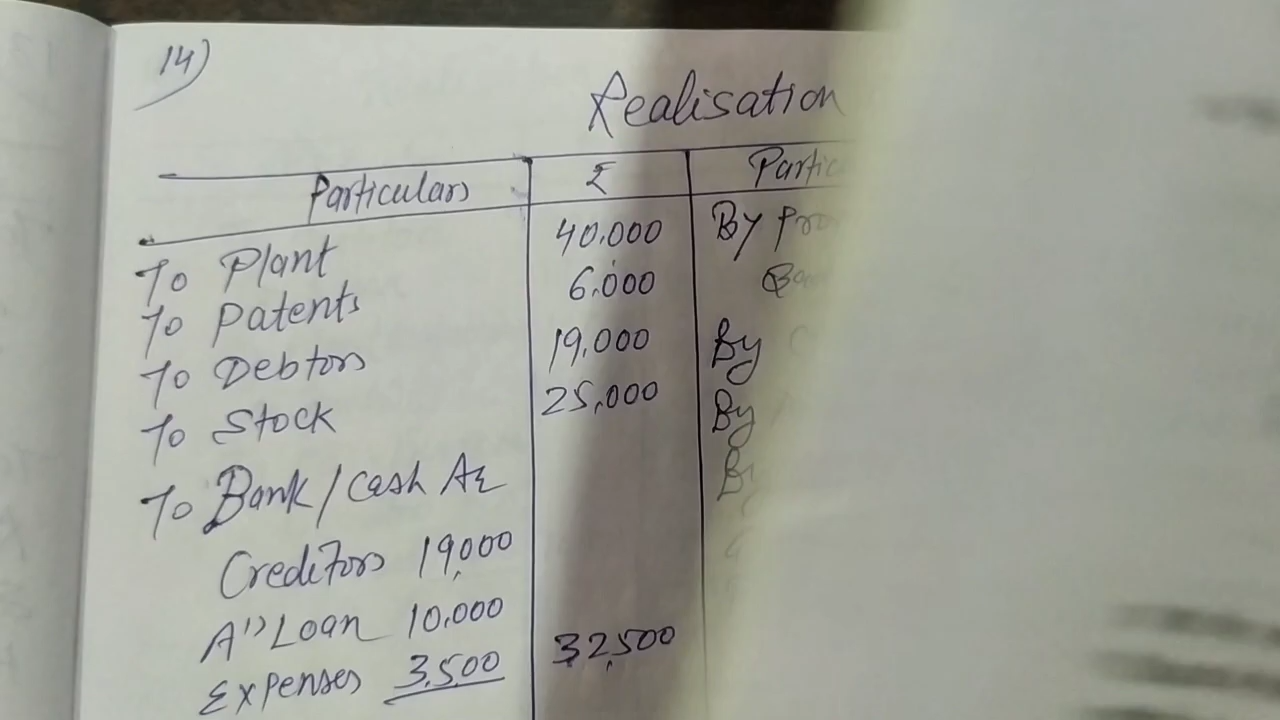 14)
Realisation
Particulars ₹
To Plant 40,000 By
To Patents 6,000
To Debtors 19,000 By
To Stock 25,000 By
To Bank/Cash A/c
Creditors 19,000
A's Loan 10,000
Expenses 3,500 32,500